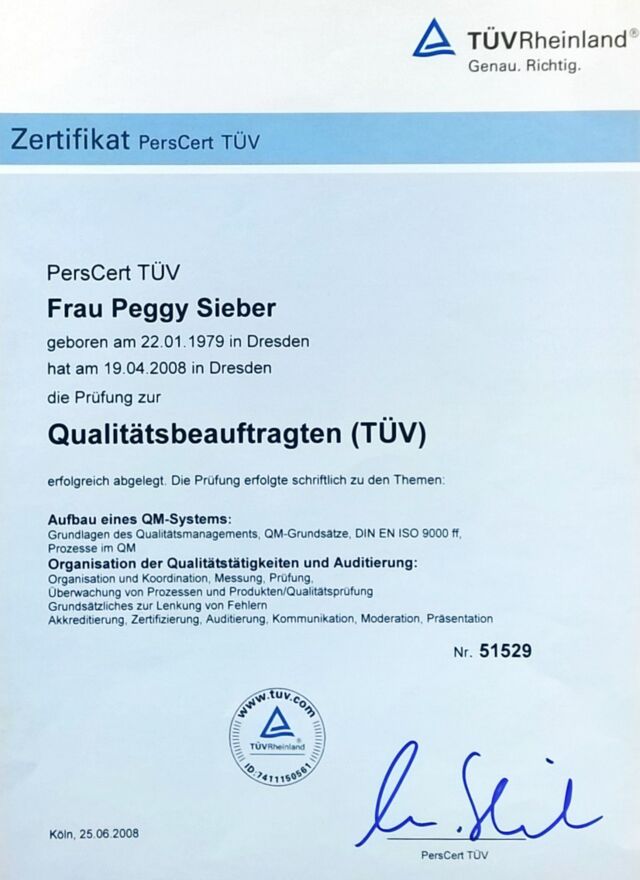 TÜVRheinland®
Genau. Richtig.
Zertifikat PersCert TÜV
PersCert TÜV
Frau Peggy Sieber
geboren am 22.01.1979 in Dresden
hat am 19.04.2008 in Dresden
die Prüfung zur
Qualitätsbeauftragten (TÜV)
erfolgreich abgelegt. Die Prüfung erfolgte schriftlich zu den Themen:
Aufbau eines QM-Systems:
Grundlagen des Qualitätsmanagements, QM-Grundsätze, DIN EN ISO 9000 ff,
Prozesse im QM
Organisation der Qualitätstätigkeiten und Auditierung:
Organisation und Koordination, Messung, Prüfung,
Überwachung von Prozessen und Produkten/Qualitätsprüfung
Grundsätzliches zur Lenkung von Fehlern
Akkreditierung, Zertifizierung, Auditierung, Kommunikation, Moderation, Präsentation
Nr. 51529
www.tuv.com
TÜVRheinland®
ID:7411150561
Köln, 25.06.2008
PersCert TÜV